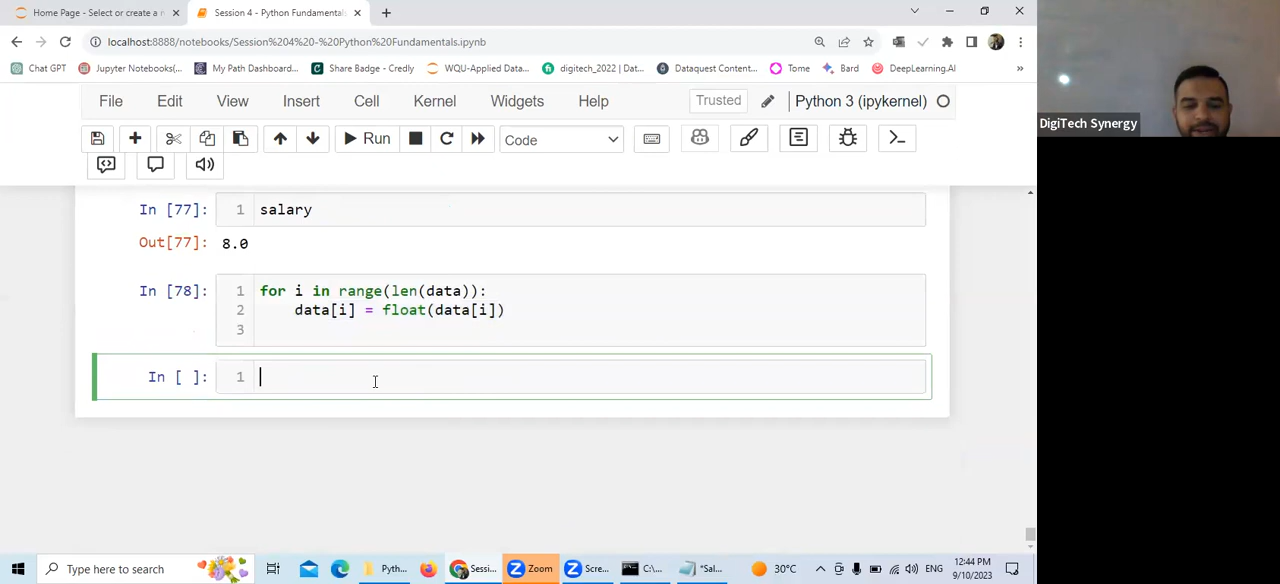 Home Page - Select or create a n
Session 4 - Python Fundamentals
localhost:8888/notebooks/Session%204%20-%20Python%20Fundamentals.ipynb
Chat GPT
Jupyter Notebooks(...
My Path Dashboard...
Share Badge - Credly
WQU-Applied Data...
digitech_2022 | Dat...
Dataquest Content...
Tome
Bard
DeepLearning.AI
»
File Edit View Insert Cell Kernel Widgets Help
Trusted
Python 3 (ipykernel)
Run
Code
In [77]: 1 salary
Out[77]: 8.0
In [78]: 1 for i in range(len(data)):
2 data[i] = float(data[i])
3
In [ ]: 1
DigiTech Synergy
Type here to search
Pyth...
Sessi...
Zoom
Scre...
C:\...
*Sal...
30°C
ENG
12:44 PM
9/10/2023